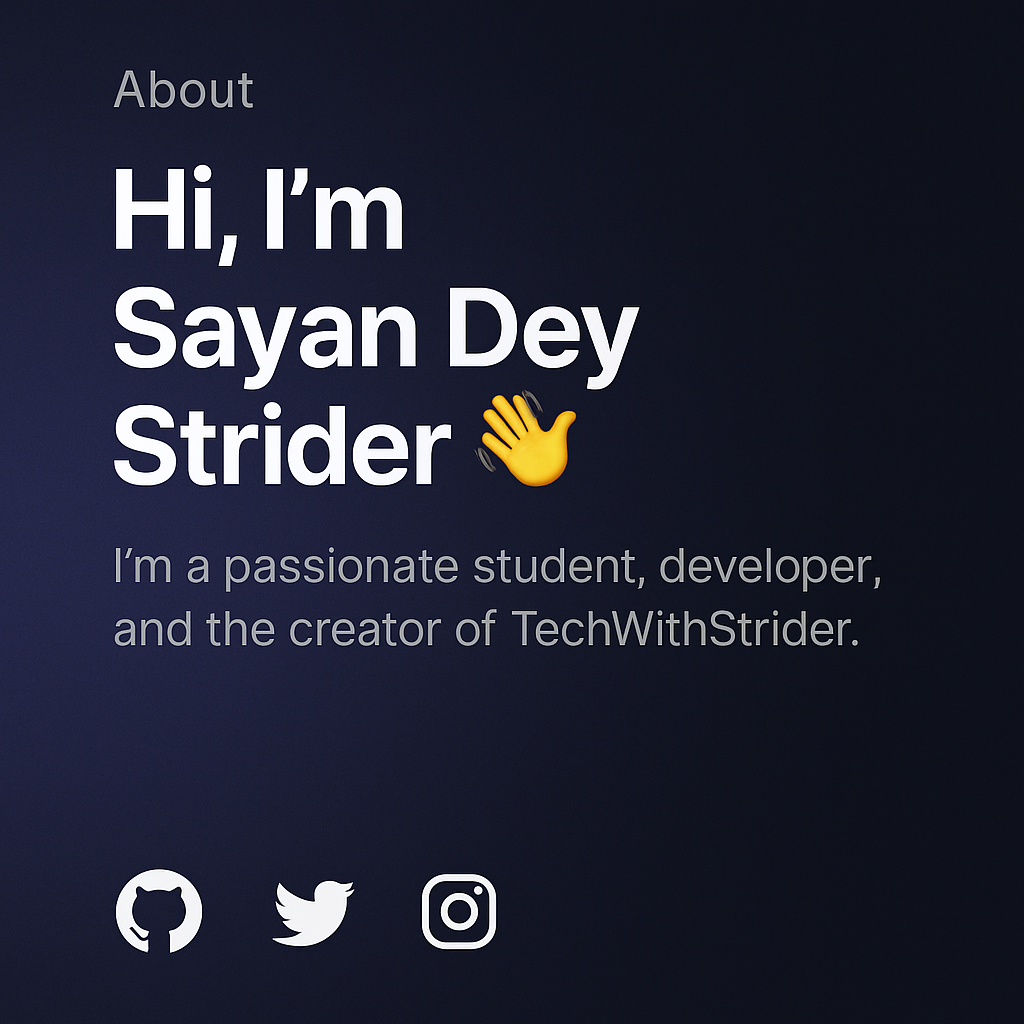 About
Hi, I’m
Sayan Dey
Strider 👋
I’m a passionate student, developer,
and the creator of TechWithStrider.